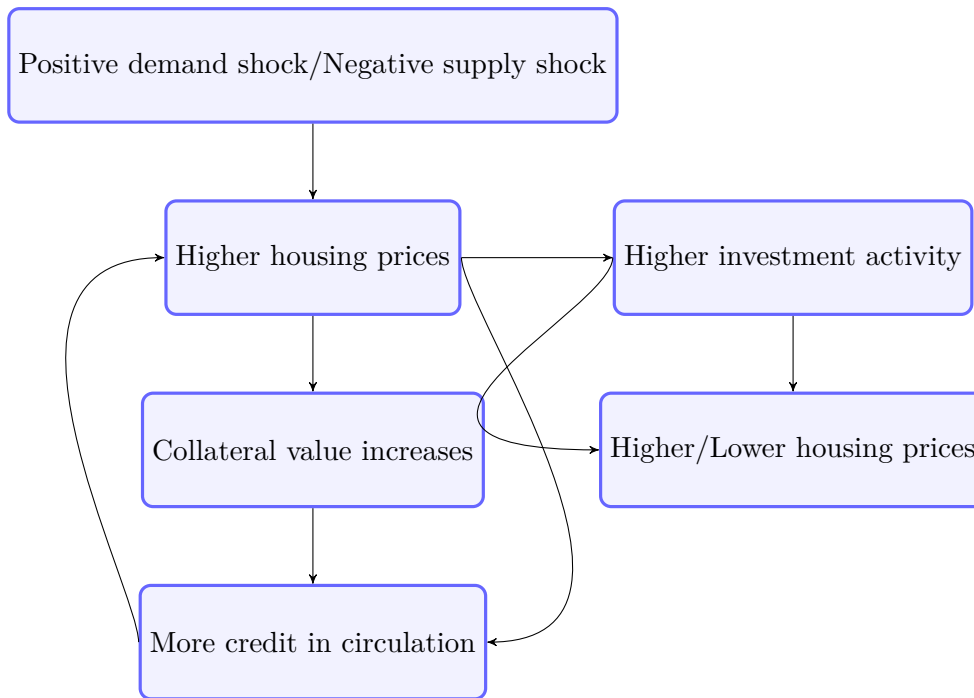 Positive demand shock/Negative supply shock
Higher housing prices
Higher investment activity
Collateral value increases
Higher/Lower housing prices
More credit in circulation